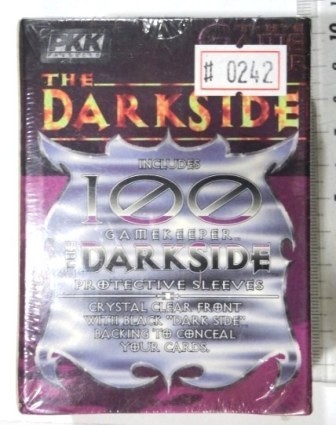 # 0242
THE
DARKSIDE
INCLUDES
100
GAMEKEEPER
THE DARKSIDE
PROTECTIVE SLEEVES
CRYSTAL CLEAR FRONT
WITH BLACK "DARK SIDE"
BACKING TO CONCEAL
YOUR CARDS.